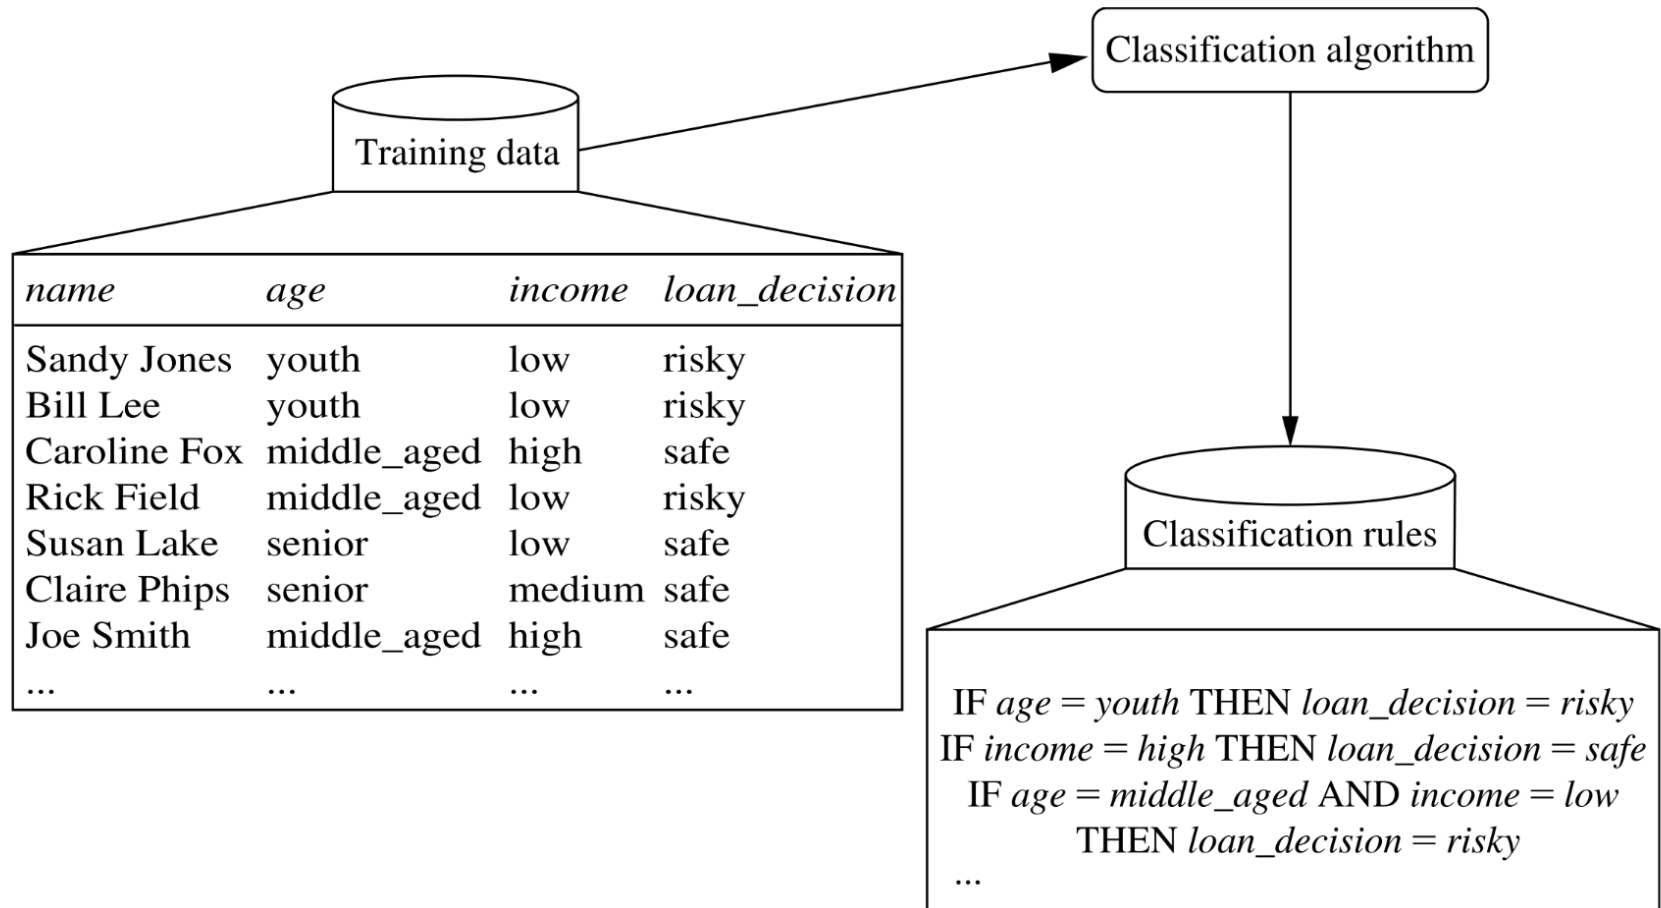 Classification algorithm
Training data
name age income loan_decision
Sandy Jones youth low risky
Bill Lee youth low risky
Caroline Fox middle_aged high safe
Rick Field middle_aged low risky
Susan Lake senior low safe
Claire Phips senior medium safe
Joe Smith middle_aged high safe
... ... ... ...
Classification rules
IF age = youth THEN loan_decision = risky
IF income = high THEN loan_decision = safe
IF age = middle_aged AND income = low
THEN loan_decision = risky
...